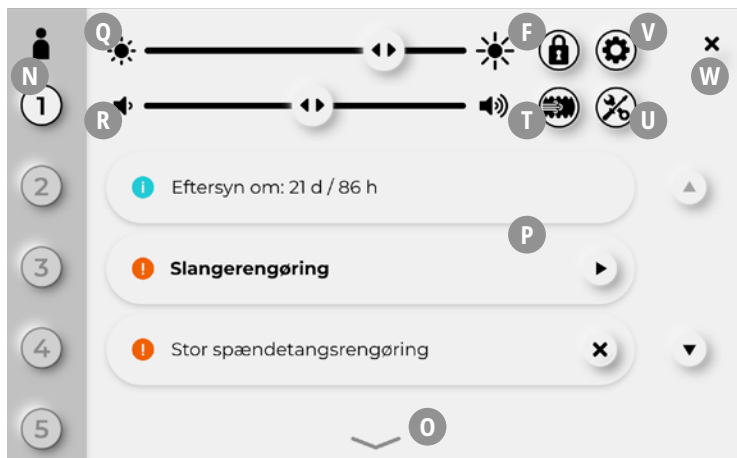 Q F V
N W
1 R T U
2 i Eftersyn om: 21 d / 86 h
P
3 ! Slangerengøring
4 ! Stor spændetangsrengøring
5 O